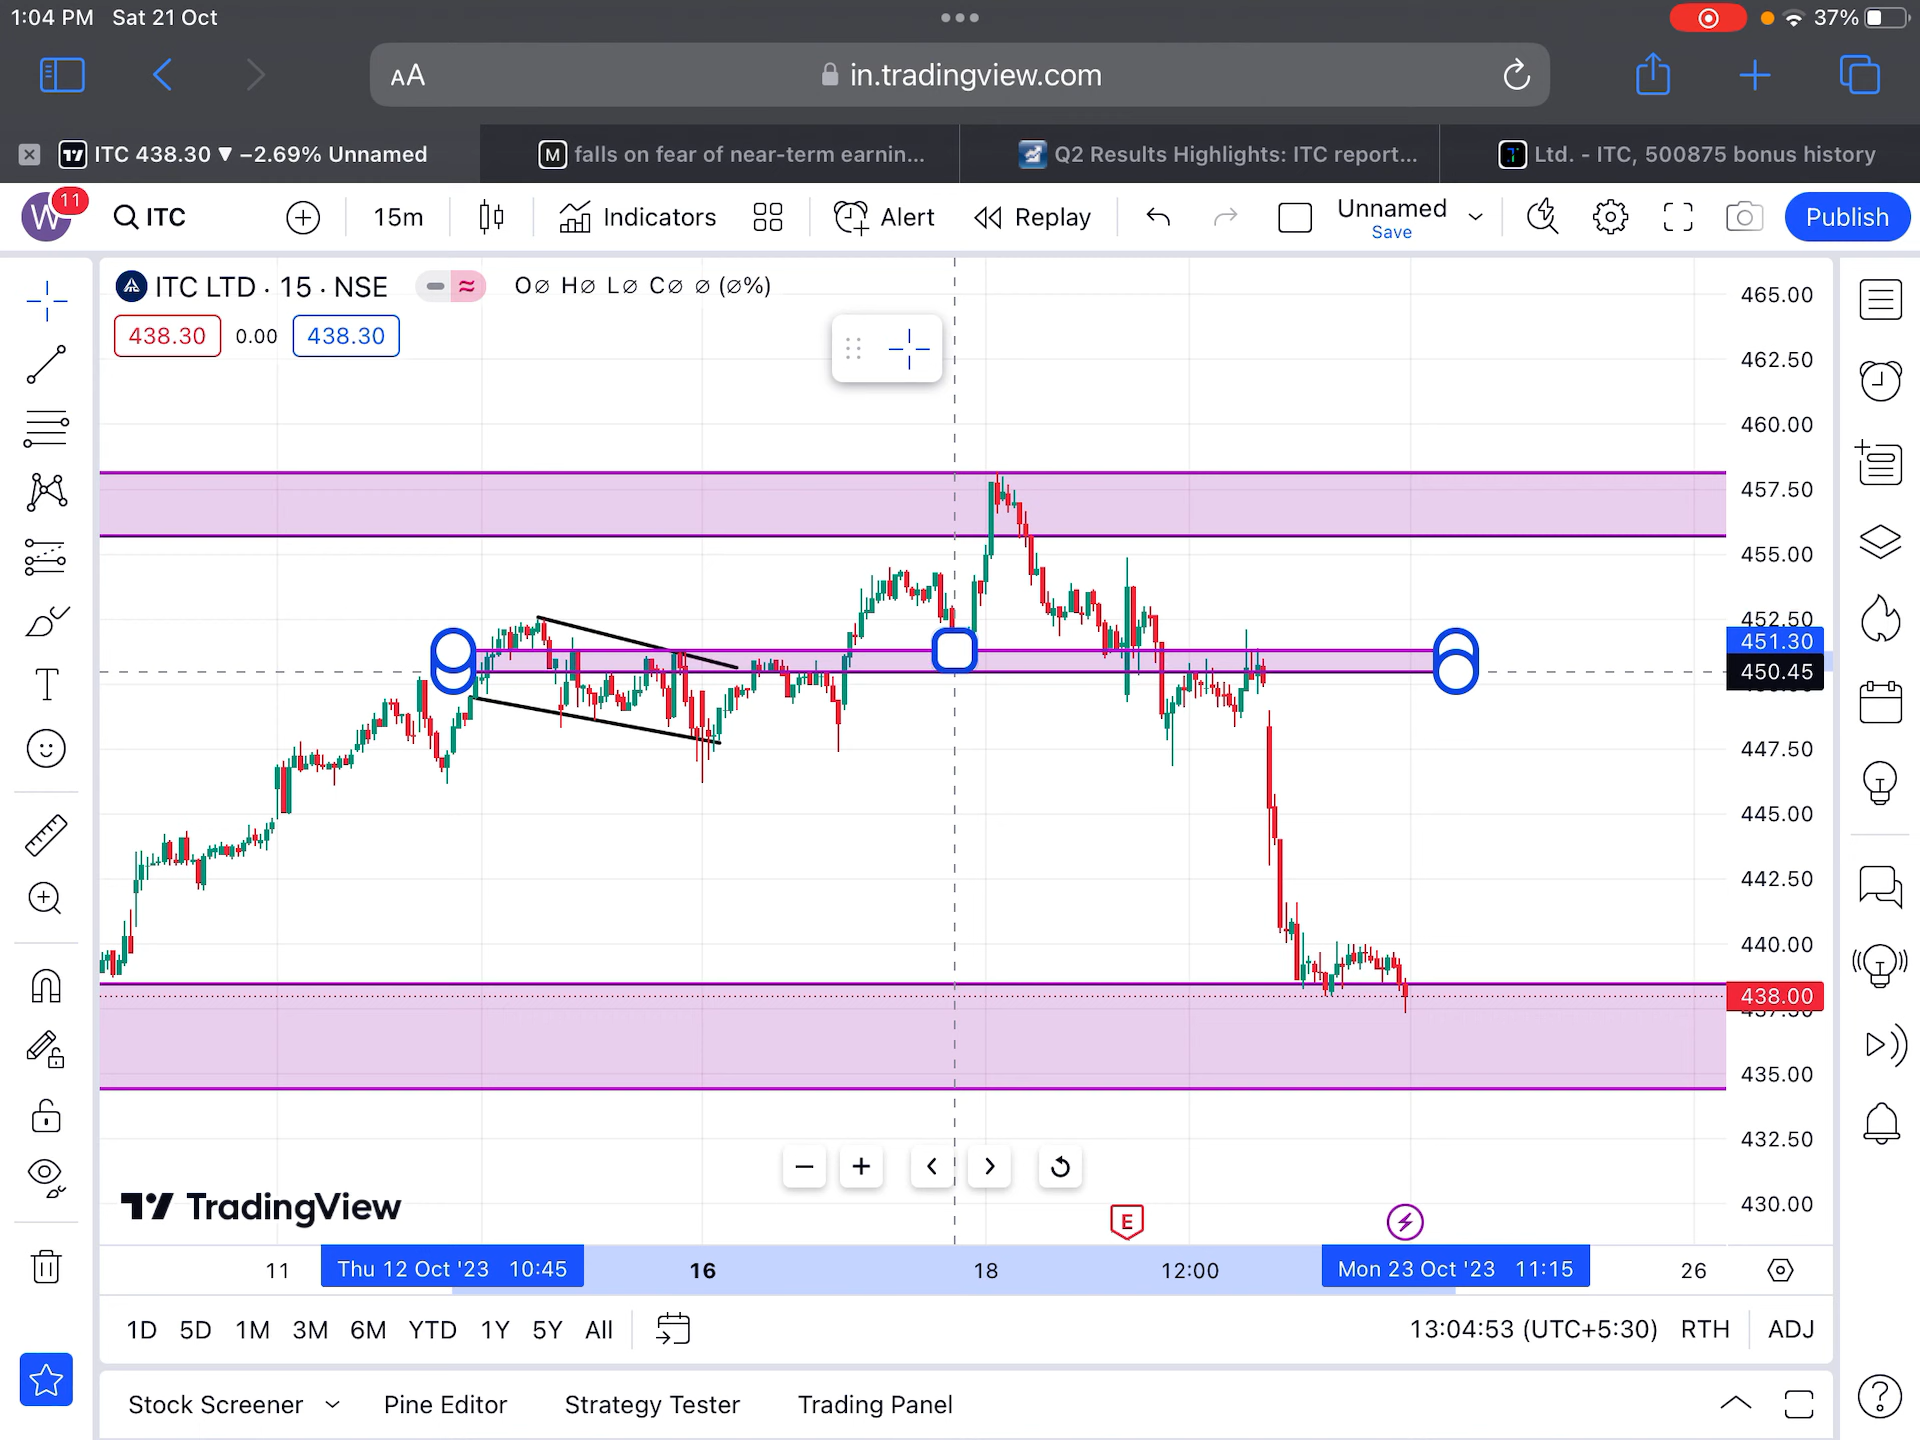 1:04 PM Sat 21 Oct
37%
AA
in.tradingview.com
ITC 438.30 ▼ −2.69% Unnamed
M falls on fear of near-term earnin...
Q2 Results Highlights: ITC report...
Ltd. - ITC, 500875 bonus history
W 11
ITC
15m
Indicators
Alert
Replay
Unnamed
Save
Publish
ITC LTD · 15 · NSE
O∅ H∅ L∅ C∅ ∅ (∅%)
438.30 0.00 438.30
465.00
462.50
460.00
457.50
455.00
452.50
451.30
450.45
447.50
445.00
442.50
440.00
438.00
435.00
432.50
430.00
TradingView
E
11
Thu 12 Oct '23 10:45
16
18
12:00
Mon 23 Oct '23 11:15
26
1D 5D 1M 3M 6M YTD 1Y 5Y All
13:04:53 (UTC+5:30) RTH ADJ
Stock Screener Pine Editor Strategy Tester Trading Panel